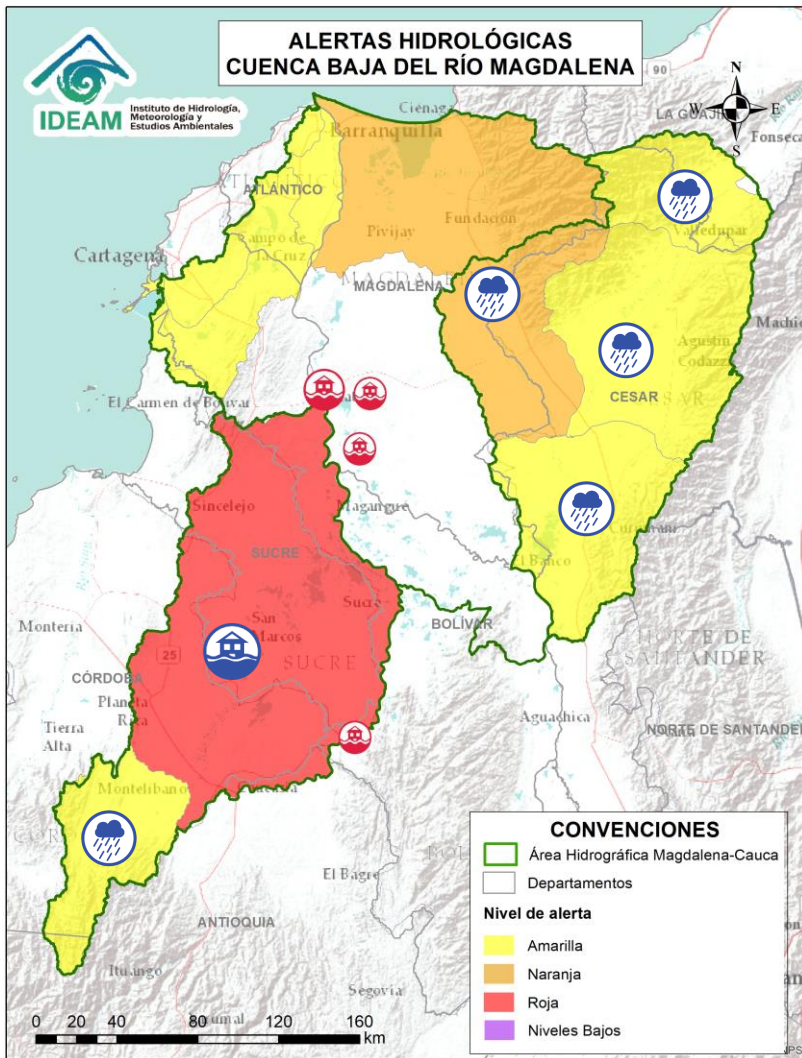 ALERTAS HIDROLÓGICAS
CUENCA BAJA DEL RÍO MAGDALENA
IDEAM
Instituto de Hidrología,
Meteorología y
Estudios Ambientales
N
W
E
S
90
LA GUAJIRA
Fonseca
Ciénaga
Barranquilla
ATLÁNTICO
Valledupar
Fundación
Pivijay
Campo de
la Cruz
Cartagena
MAGDALENA
Agustín
Codazzi
CESAR
El Carmen de Bolívar
Magangué
Sincelejo
SUCRE
Curumaní
El Banco
Sucre
San
Marcos
BOLÍVAR
SUCRE
Montería
25
CÓRDOBA
Planeta
Rica
Tierra
Alta
SANTANDER
Aguachica
NORTE DE SANTANDER
Montelíbano
El Bagre
ANTIOQUIA
Ituango
Segovia
0 20 40 80 120 160
km
CONVENCIONES
Área Hidrográfica Magdalena-Cauca
Departamentos
Nivel de alerta
Amarilla
Naranja
Roja
Niveles Bajos